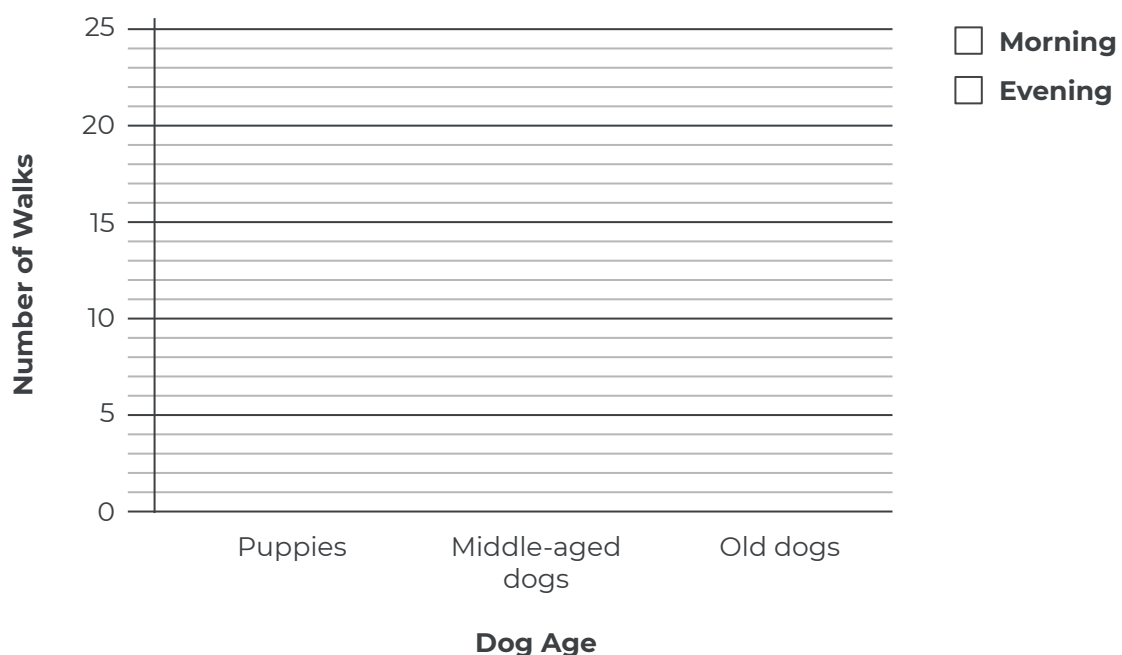 25
20
15
10
5
0
Number of Walks
Puppies
Middle-aged
dogs
Old dogs
Dog Age
Morning
Evening